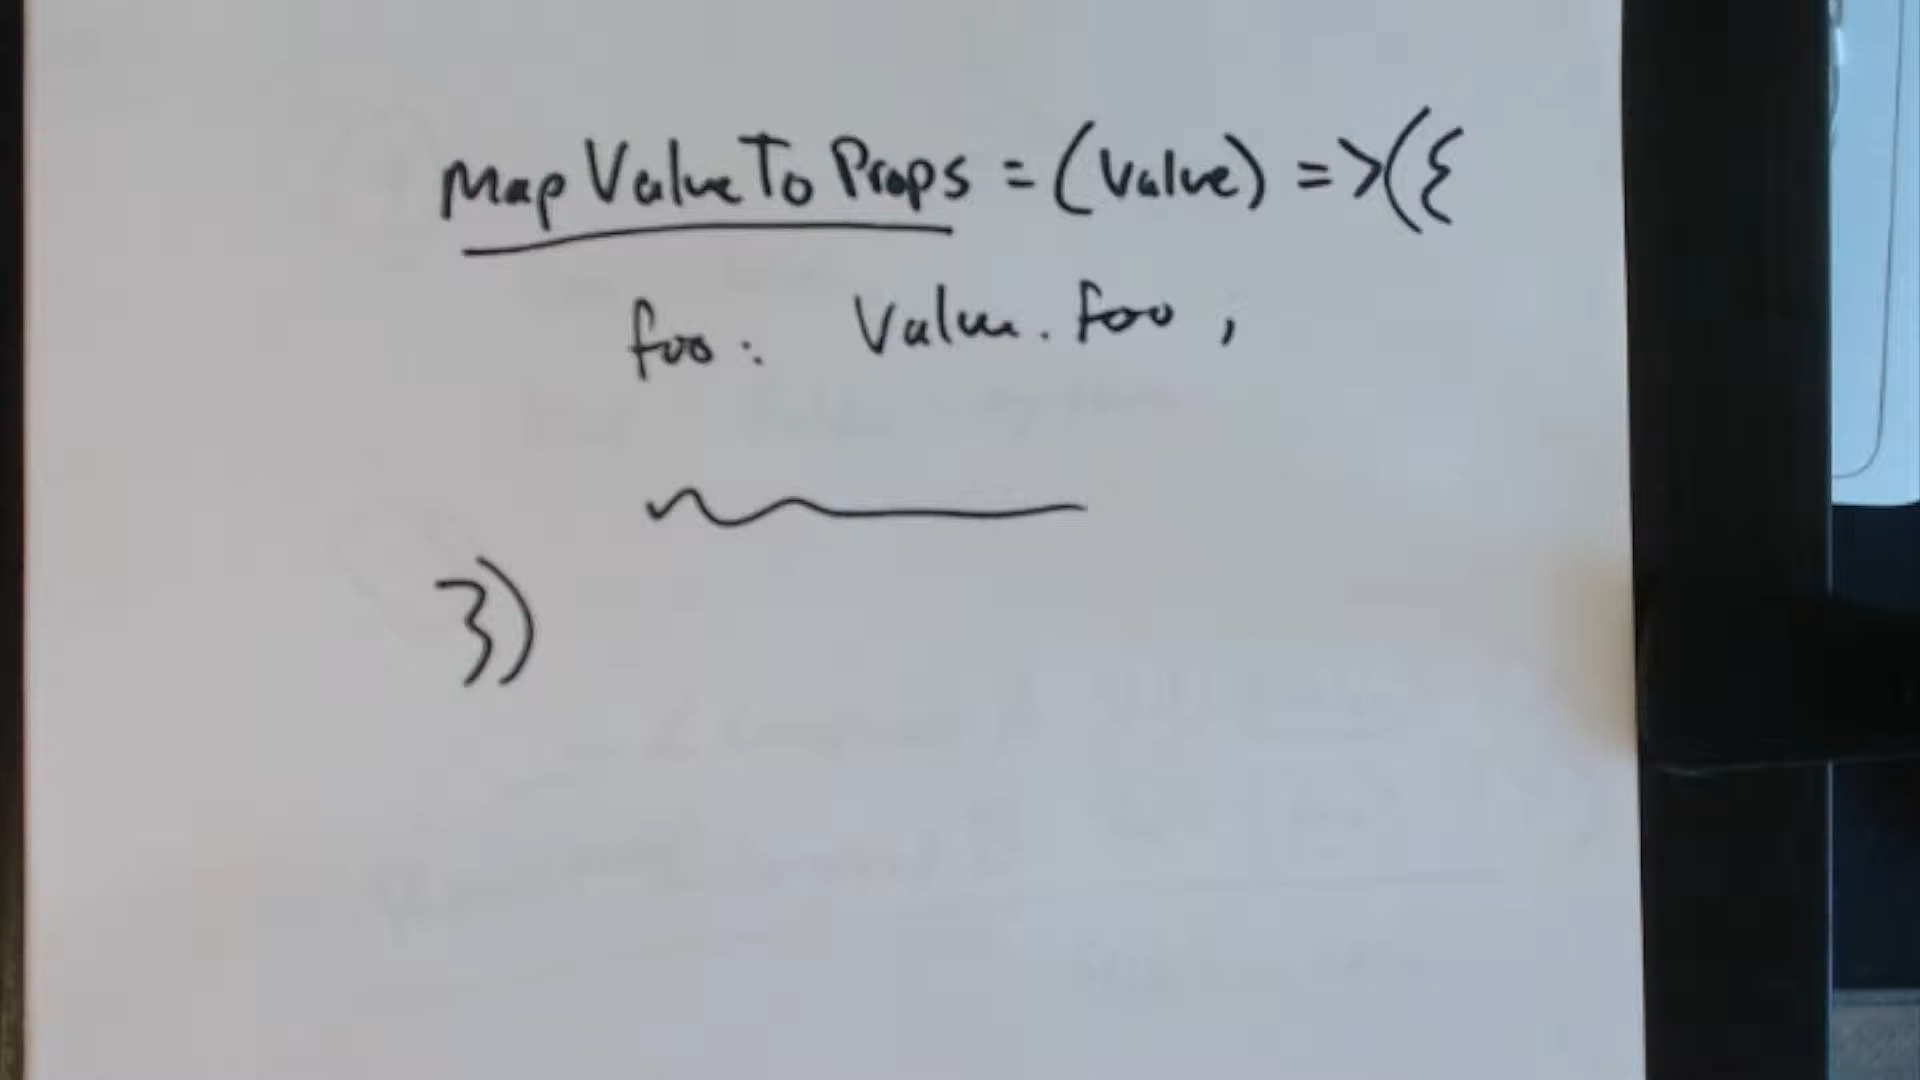 MapValueToProps = (Value) => ({
foo: Value.foo,
})